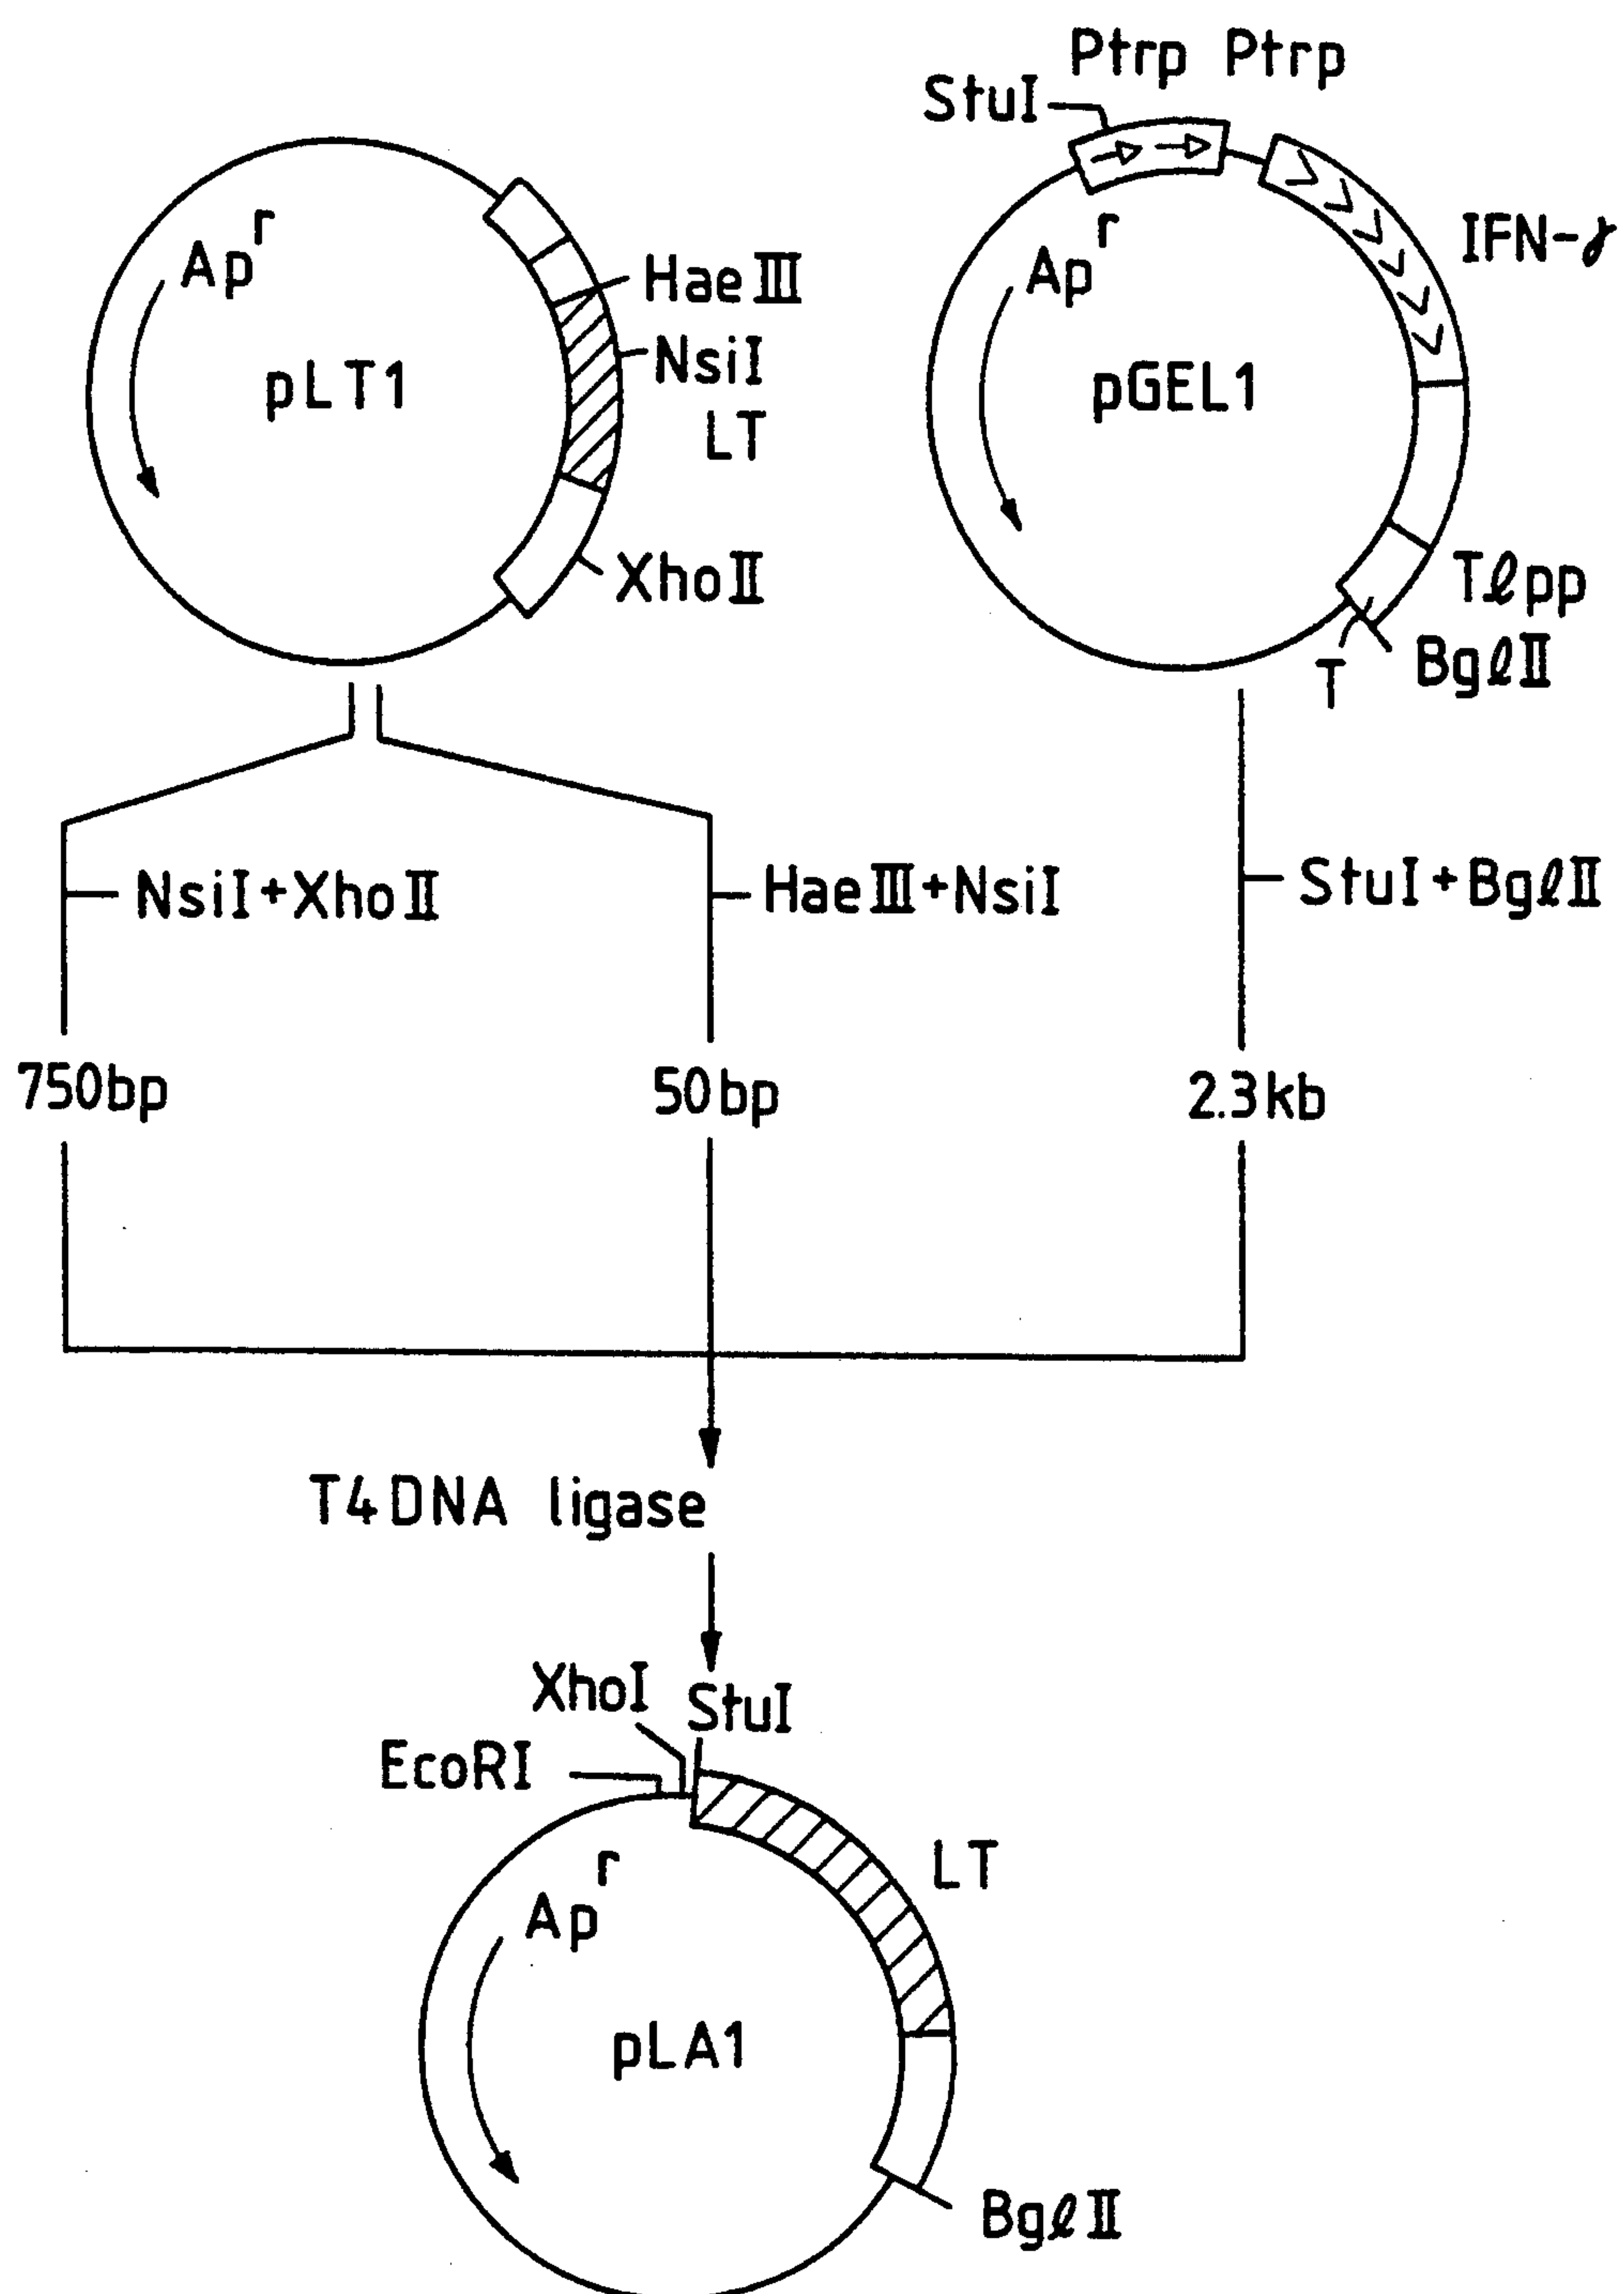 Ptrp Ptrp
StuI
Apʳ
pLT1
HaeⅢ
NsiI
LT
XhoⅡ
Apʳ
pGEL1
IFN-γ
Tℓpp
T
BgℓⅡ
NsiI+XhoⅡ
HaeⅢ+NsiI
StuI+BgℓⅡ
750bp
50bp
2.3kb
T4DNA ligase
XhoI
StuI
EcoRI
Apʳ
LT
pLA1
BgℓⅡ